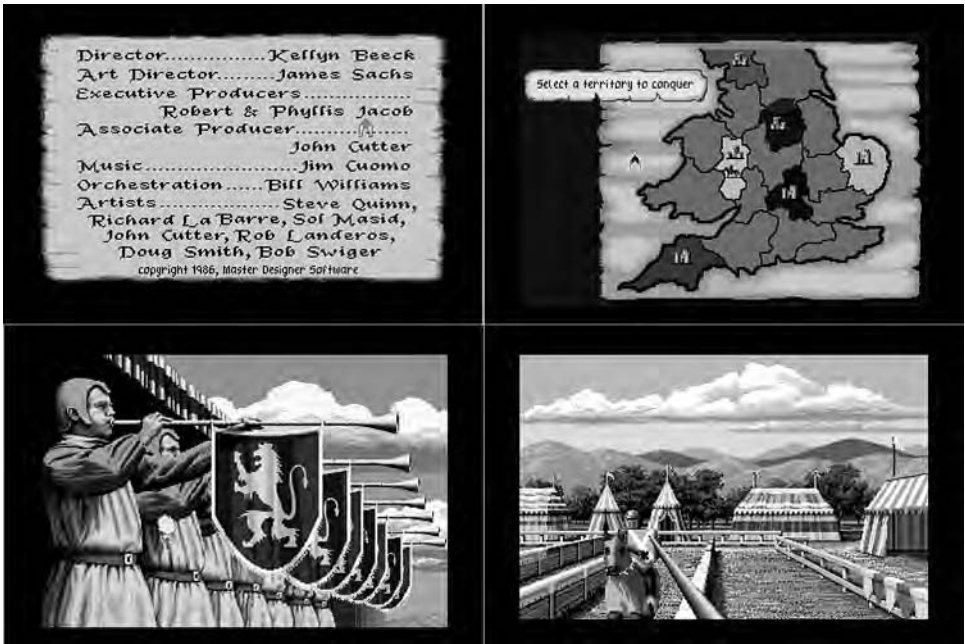 Director...............Kellyn Beeck
Art Director.........James Sachs
Executive Producers.................
Robert & Phyllis Jacob
Associate Producer.................
John Cutter
Music.......................Jim Cuomo
Orchestration......Bill Williams
Artists..................Steve Quinn,
Richard La Barre, Sol Masid,
John Cutter, Rob Landeros,
Doug Smith, Bob Swiger
copyright 1986, Master Designer Software
Select a territory to conquer